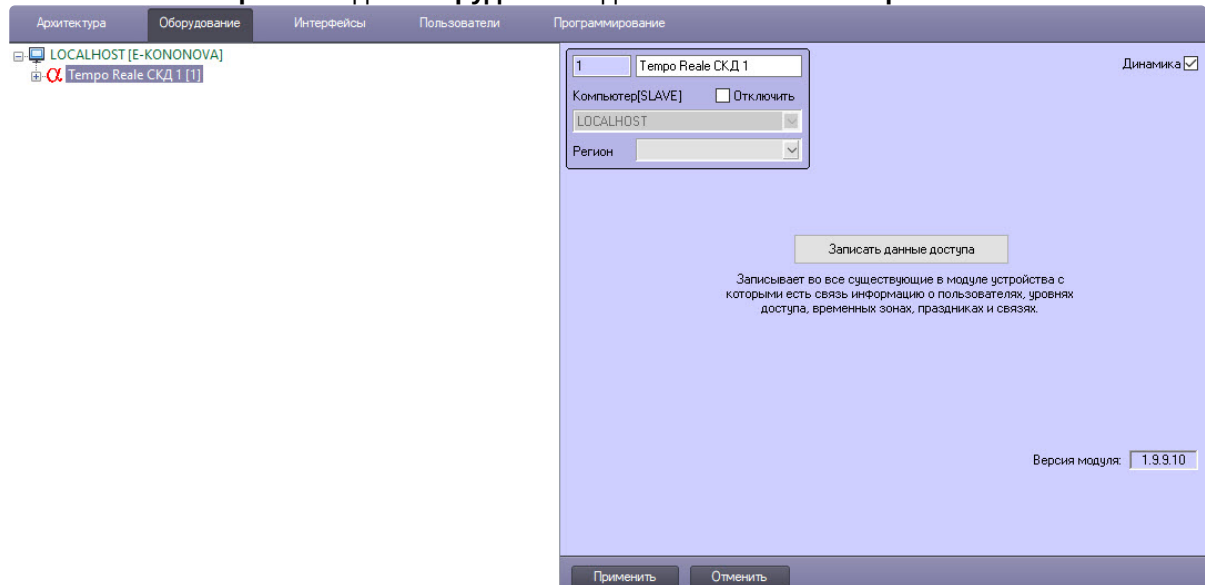 Архитектура Оборудование Интерфейсы Пользователи Программирование
LOCALHOST [E-KONONOVA]
Tempo Reale СКД 1 [1]
1 Tempo Reale СКД 1
Динамика
Компьютер[SLAVE] Отключить
LOCALHOST
Регион
Записать данные доступа
Записывает во все существующие в модуле устройства с
которыми есть связь информацию о пользователях, уровнях
доступа, временных зонах, праздниках и связях.
Версия модуля: 1.9.9.10
Применить Отменить